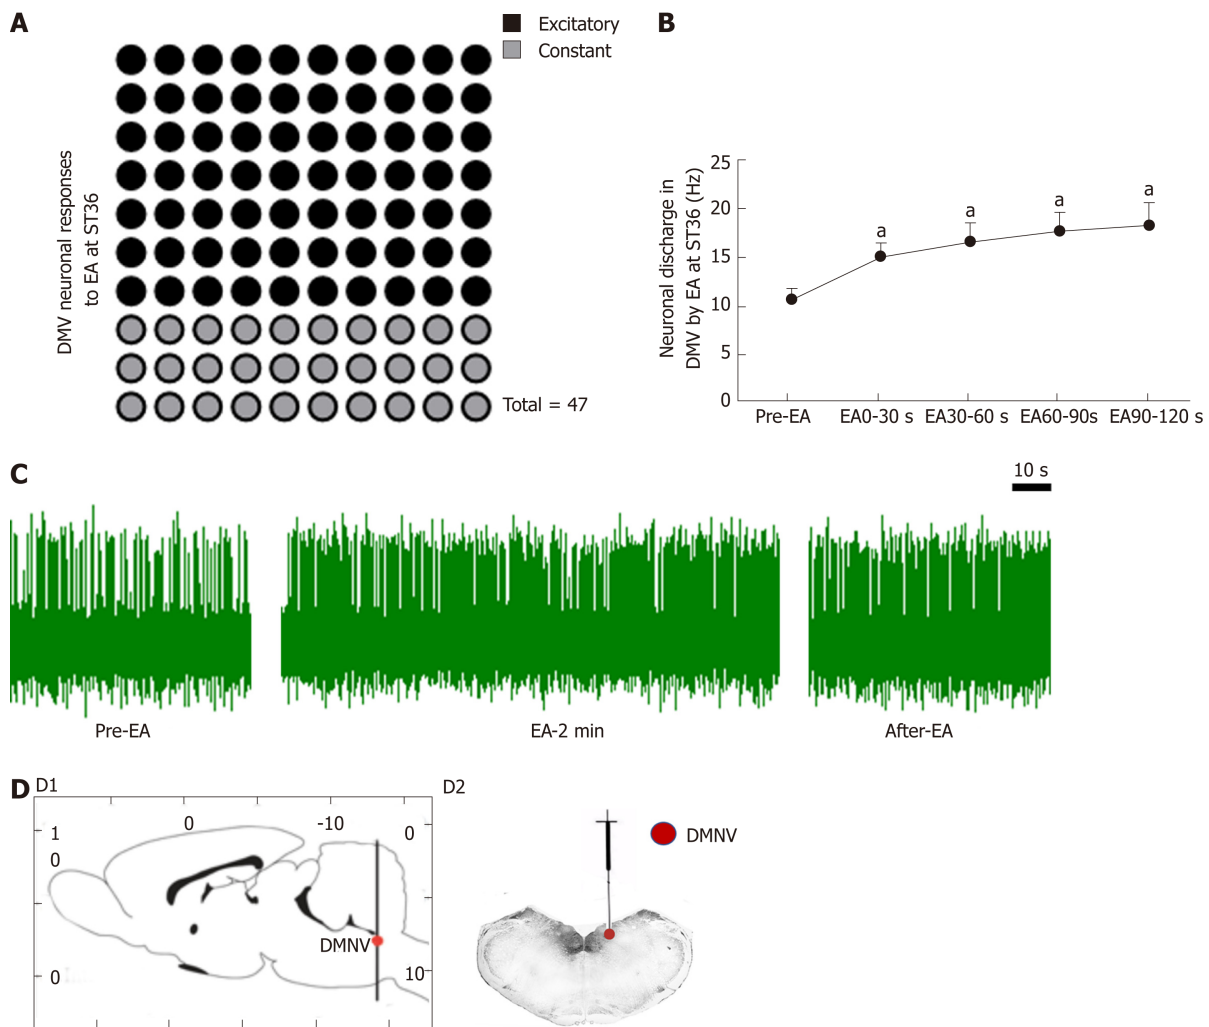 A
Excitatory
Constant
DMV neuronal responses
to EA at ST36
Total = 47
B
Neuronal discharge in
DMV by EA at ST36 (Hz)
25
20
15
10
5
0
a
a
a
a
Pre-EA
EA0-30 s
EA30-60 s
EA60-90s
EA90-120 s
C
10 s
Pre-EA
EA-2 min
After-EA
D
D1
0
-10
1
0
0
0
10
DMNV
D2
DMNV